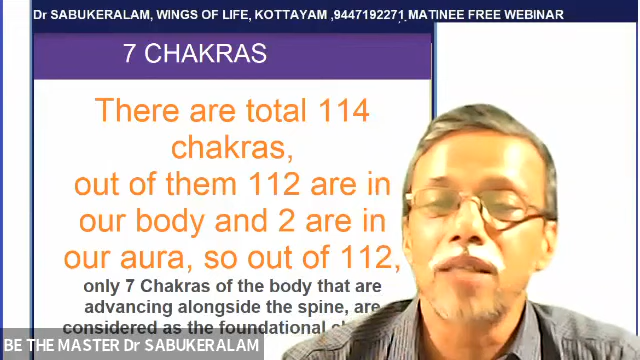 Dr SABUKERALAM, WINGS OF LIFE, KOTTAYAM ,9447192271 MATINEE FREE WEBINAR
7 CHAKRAS
There are total 114
chakras,
out of them 112 are in
our body and 2 are in
our aura, so out of 112,
only 7 Chakras of the body that are
advancing alongside the spine, are
considered as the foundational
BE THE MASTER Dr SABUKERALAM